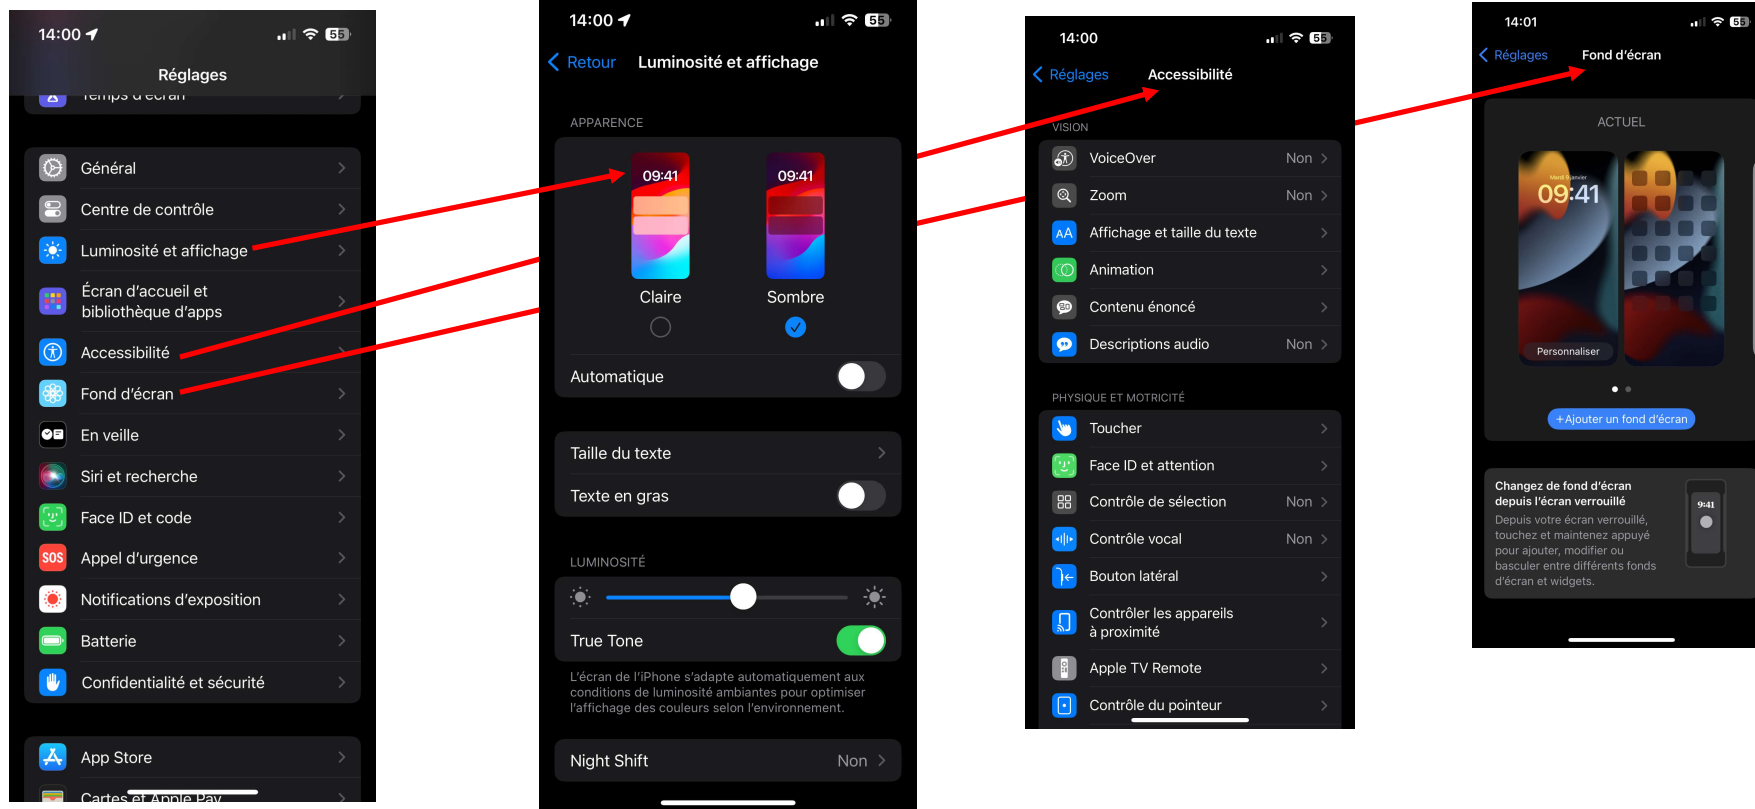 14:00
55
Réglages
Temps d'écran
Général
Centre de contrôle
Luminosité et affichage
Écran d'accueil et
bibliothèque d'apps
Accessibilité
Fond d'écran
En veille
Siri et recherche
Face ID et code
SOS
Appel d'urgence
Notifications d'exposition
Batterie
Confidentialité et sécurité
App Store
Cartes et Apple Pay
14:00
55
Retour
Luminosité et affichage
APPARENCE
09:41
09:41
Claire
Sombre
Automatique
Taille du texte
Texte en gras
LUMINOSITÉ
True Tone
L'écran de l'iPhone s'adapte automatiquement aux
conditions de luminosité ambiantes pour optimiser
l'affichage des couleurs selon l'environnement.
Night Shift
Non
14:00
55
Réglages
Accessibilité
VISION
VoiceOver
Non
Zoom
Non
AA
Affichage et taille du texte
Animation
Contenu énoncé
Descriptions audio
Non
PHYSIQUE ET MOTRICITÉ
Toucher
Face ID et attention
Contrôle de sélection
Non
Contrôle vocal
Non
Bouton latéral
Contrôler les appareils
à proximité
Apple TV Remote
Contrôle du pointeur
14:01
55
Réglages
Fond d'écran
ACTUEL
Mardi 9 janvier
09:41
Personnaliser
+Ajouter un fond d'écran
Changez de fond d'écran
depuis l'écran verrouillé
Depuis votre écran verrouillé,
touchez et maintenez appuyé
pour ajouter, modifier ou
basculer entre différents fonds
d'écran et widgets.
9:41